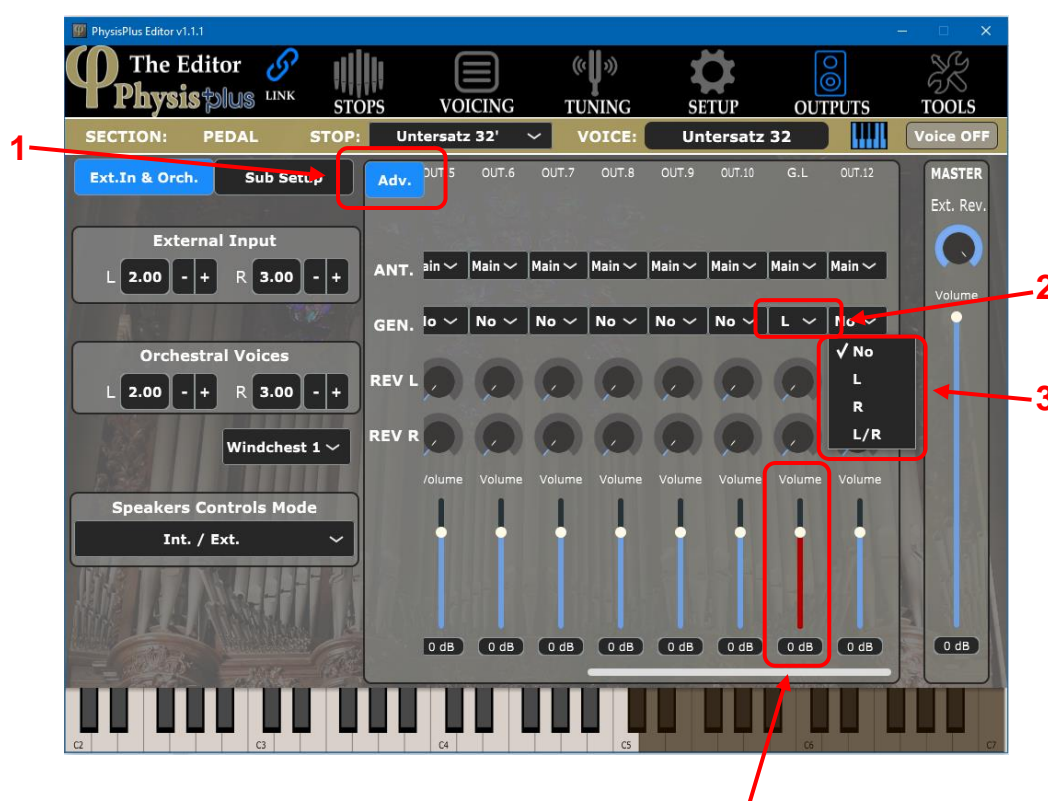 PhysisPlus Editor v1.1.1
The Editor
Physis plus
LINK
STOPS
VOICING
TUNING
SETUP
OUTPUTS
TOOLS
SECTION: PEDAL STOP: Untersatz 32' VOICE: Untersatz 32 Voice OFF
1
Ext.In & Orch. Sub Setup
Adv. OUT.5 OUT.6 OUT.7 OUT.8 OUT.9 OUT.10 G.L OUT.12
MASTER
Ext. Rev.
External Input
L 2.00 - + R 3.00 - +
ANT. ain Main Main Main Main Main Main Main
Volume
2
GEN. lo No No No No No L No
✓ No
L
R
L/R
3
Orchestral Voices
L 2.00 - + R 3.00 - +
REV L
REV R
Windchest 1
Volume Volume Volume Volume Volume Volume Volume Volume
Speakers Controls Mode
Int. / Ext.
0 dB 0 dB 0 dB 0 dB 0 dB 0 dB 0 dB 0 dB 0 dB
C2 C3 C4 C5 C6 C7